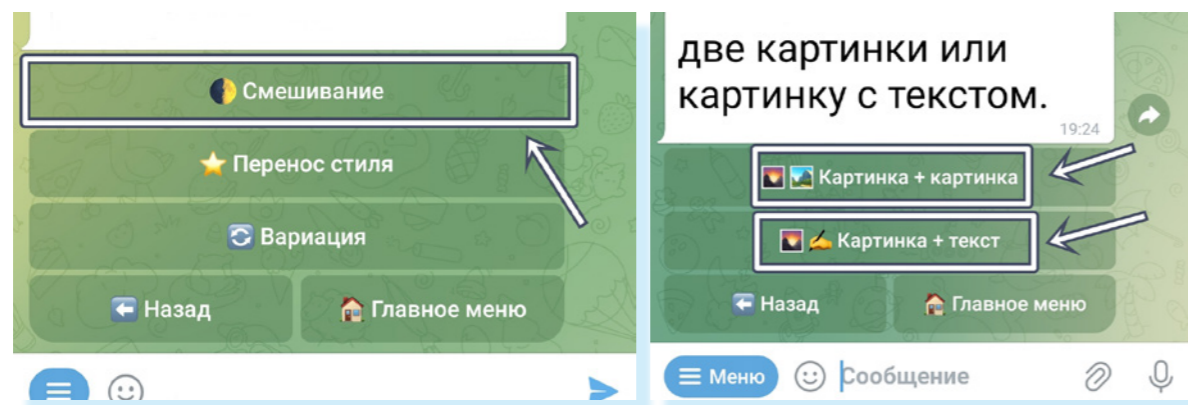 Смешивание
Перенос стиля
Вариация
Назад
Главное меню
две картинки или
картинку с текстом.
19:24
Картинка + картинка
Картинка + текст
Назад
Главное меню
Меню
Сообщение